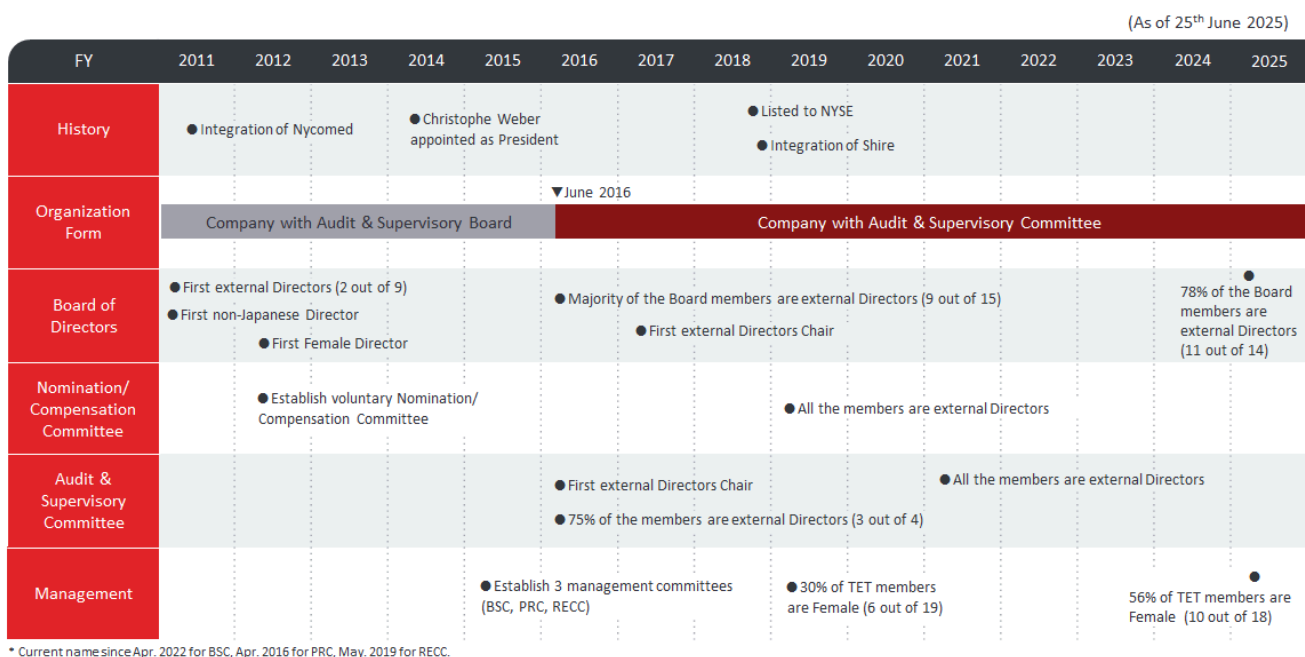 (As of 25th June 2025)
FY 2011 2012 2013 2014 2015 2016 2017 2018 2019 2020 2021 2022 2023 2024 2025
History
●Integration of Nycomed
●Christophe Weber
appointed as President
●Listed to NYSE
●Integration of Shire
Organization
Form
▼June 2016
Company with Audit & Supervisory Board
Company with Audit & Supervisory Committee
Board of
Directors
●First external Directors (2 out of 9)
●First non-Japanese Director
●First Female Director
●Majority of the Board members are external Directors (9 out of 15)
●First external Directors Chair
●
78% of the Board
members are
external Directors
(11 out of 14)
Nomination/
Compensation
Committee
●Establish voluntary Nomination/
Compensation Committee
●All the members are external Directors
Audit &
Supervisory
Committee
●First external Directors Chair
●75% of the members are external Directors (3 out of 4)
●All the members are external Directors
Management
●Establish 3 management committees
(BSC, PRC, RECC)
●30% of TET members
are Female (6 out of 19)
●
56% of TET members are
Female (10 out of 18)
* Current name since Apr. 2022 for BSC, Apr. 2016 for PRC, May. 2019 for RECC.